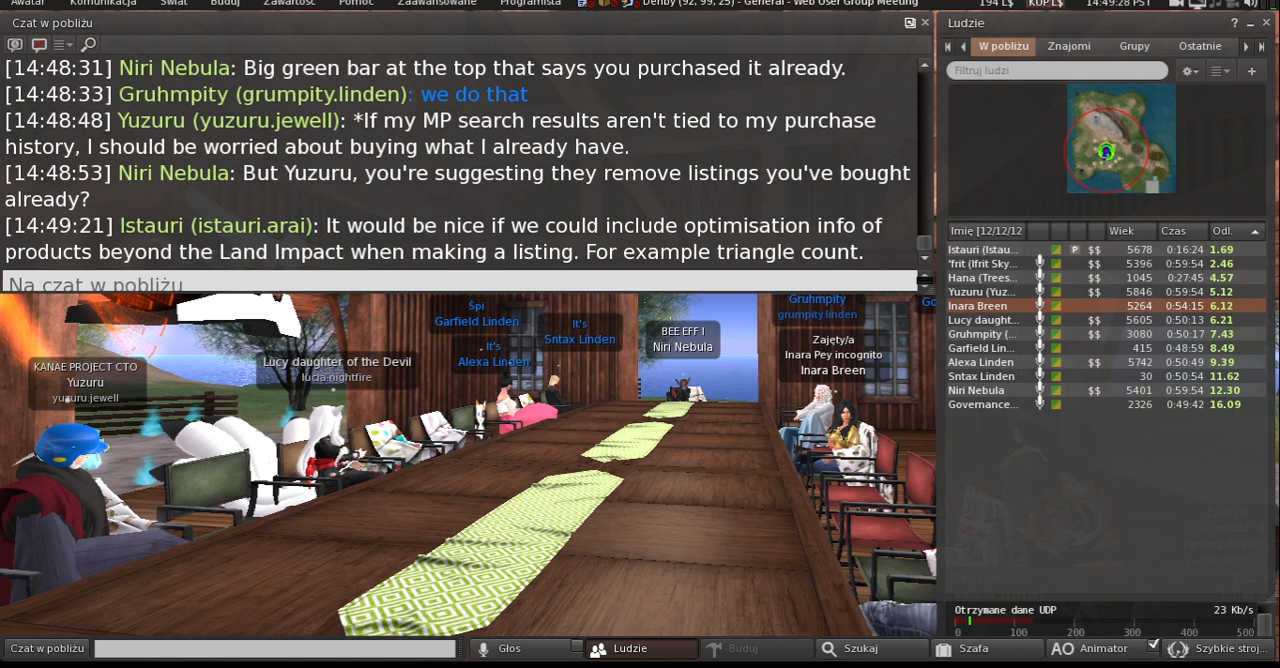 Awatar Komunikacja Świat Buduj Zawartość Pomoc Zaawansowane Programista Denby (92, 99, 25) - General - Web User Group Meeting 194 L$ KUP L$ 14:49:28 PST
Czat w pobliżu
[14:48:31] Niri Nebula: Big green bar at the top that says you purchased it already.
[14:48:33] Gruhmpity (grumpity.linden): we do that
[14:48:48] Yuzuru (yuzuru.jewell): *If my MP search results aren't tied to my purchase
history, I should be worried about buying what I already have.
[14:48:53] Niri Nebula: But Yuzuru, you're suggesting they remove listings you've bought
already?
[14:49:21] Istauri (istauri.arai): It would be nice if we could include optimisation info of
products beyond the Land Impact when making a listing. For example triangle count.
Na czat w pobliżu
KANAE PROJECT CTO
Yuzuru
yuzuru.jewell
Lucy daughter of the Devil
lucia.nightfire
Śpi
Garfield Linden
It's
Alexa Linden
It's
Sntax Linden
BEE EFF I
Niri Nebula
Gruhmpity
grumpity.linden
Zajęty/a
Inara Pey incognito
Inara Breen
Go
Ludzie
? _ ×
W pobliżu Znajomi Grupy Ostatnie
Filtruj ludzi
+
Imię [12/12/12 Wiek Czas Odl.
Istauri (Istau... P $$ 5678 0:16:24 1.69
'frit (Ifrit Sky... $$ 5396 0:59:54 2.46
Hana (Trees... $$ 1045 0:27:45 4.57
Yuzuru (Yuz... $$ 5846 0:59:54 5.12
Inara Breen 5264 0:54:15 6.12
Lucy daught... $$ 5605 0:50:13 6.21
Gruhmpity (... $$ 3080 0:50:17 7.43
Garfield Lin... 415 0:48:59 8.49
Alexa Linden $$ 5742 0:50:49 9.39
Sntax Linden 30 0:50:54 11.62
Niri Nebula $$ 5401 0:59:54 12.30
Governance... 2326 0:49:42 16.09
Otrzymane dane UDP 23 Kb/s
0 100 200 300 400 500
Czat w pobliżu Głos Ludzie Buduj Szukaj Szafa AO Animator Szybkie stroj...